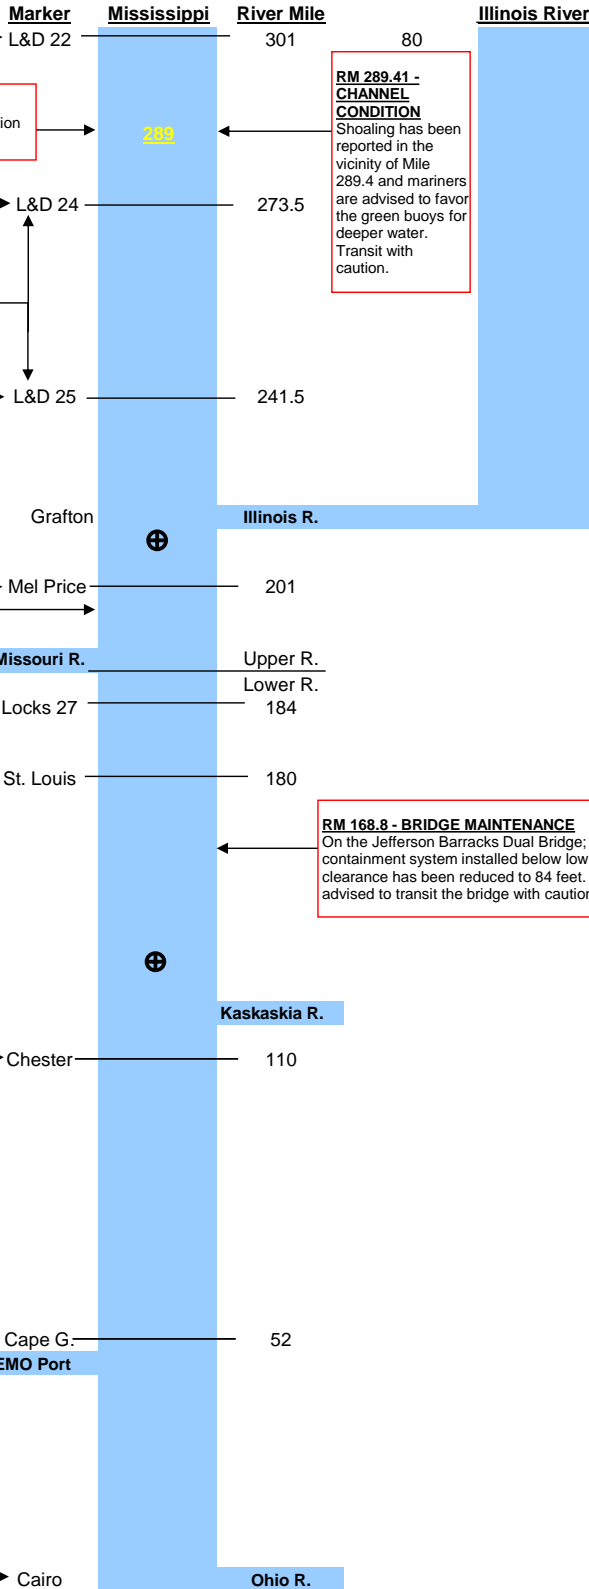 Marker Mississippi River Mile Illinois River
L&D 22 301 80
RM 289.41 -
CHANNEL
CONDITION
Shoaling has been
reported in the
vicinity of Mile
289.4 and mariners
are advised to favor
the green buoys for
deeper water.
Transit with
caution.
ion
289
L&D 24 273.5
L&D 25 241.5
Grafton Illinois R.
Mel Price 201
Missouri R. Upper R.
Lower R.
Locks 27 184
St. Louis 180
RM 168.8 - BRIDGE MAINTENANCE
On the Jefferson Barracks Dual Bridge;
containment system installed below low
clearance has been reduced to 84 feet.
advised to transit the bridge with caution
Kaskaskia R.
Chester 110
Cape G. 52
EMO Port
Cairo Ohio R.